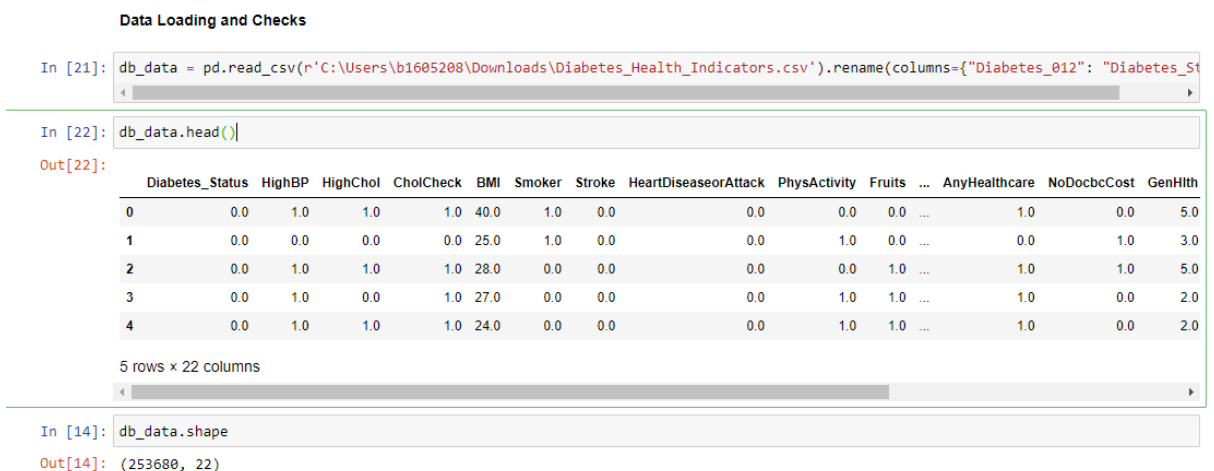 Data Loading and Checks
In [21]: db_data = pd.read_csv(r'C:\Users\b1605208\Downloads\Diabetes_Health_Indicators.csv').rename(columns={"Diabetes_012": "Diabetes_St
In [22]: db_data.head()
Out[22]:
Diabetes_Status HighBP HighChol CholCheck BMI Smoker Stroke HeartDiseaseorAttack PhysActivity Fruits ... AnyHealthcare NoDocbcCost GenHlth
0 0.0 1.0 1.0 1.0 40.0 1.0 0.0 0.0 0.0 0.0 ... 1.0 0.0 5.0
1 0.0 0.0 0.0 0.0 25.0 1.0 0.0 0.0 1.0 0.0 ... 0.0 1.0 3.0
2 0.0 1.0 1.0 1.0 28.0 0.0 0.0 0.0 0.0 1.0 ... 1.0 1.0 5.0
3 0.0 1.0 0.0 1.0 27.0 0.0 0.0 0.0 1.0 1.0 ... 1.0 0.0 2.0
4 0.0 1.0 1.0 1.0 24.0 0.0 0.0 0.0 1.0 1.0 ... 1.0 0.0 2.0
5 rows × 22 columns
In [14]: db_data.shape
Out[14]: (253680, 22)